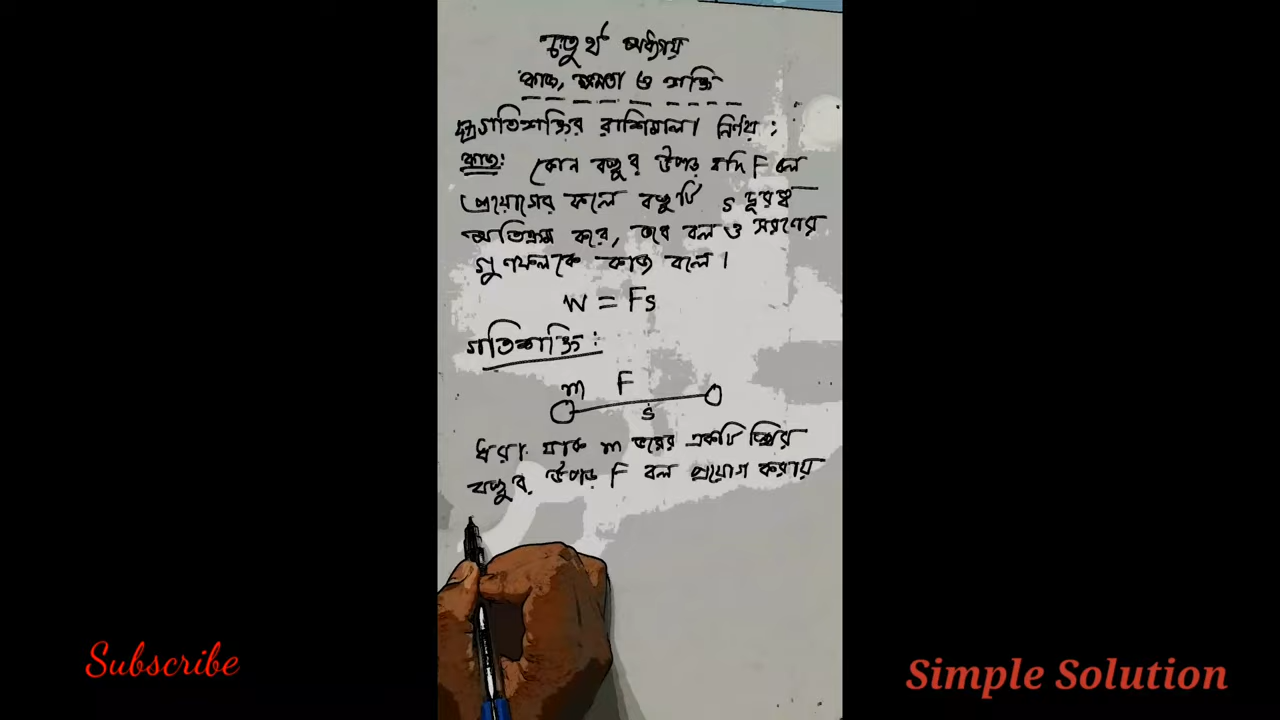 চতুর্থ অধ্যায়
কাজ, ক্ষমতা ও শক্তি
গতিশক্তির রাশিমালা নির্ণয় :
কাজ: কোন বস্তুর উপর যদি F বল
প্রয়োগের ফলে বস্তুটি s দূরত্ব
অতিক্রম করে, তবে বল ও সরণের
গুণফলকে কাজ বলে।
W = Fs
গতিশক্তি :
m F
s
ধরা যাক m ভরের একটি স্থির
বস্তুর উপর F বল প্রয়োগ করায়
Subscribe
Simple Solution